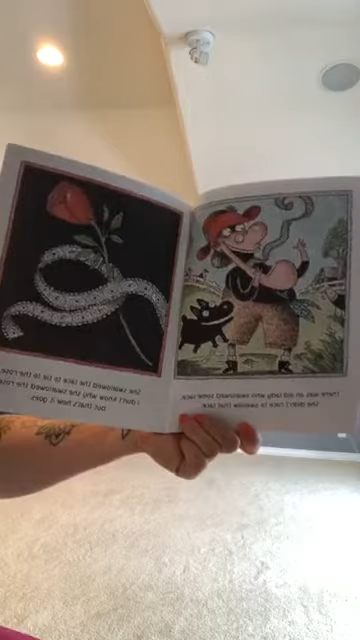 There was an old lady who swallowed some lace.
She didn't race to swallow that lace.
She swallowed the lace to tie to the rose.
I don't know why she swallowed the rose
but that's how it goes.